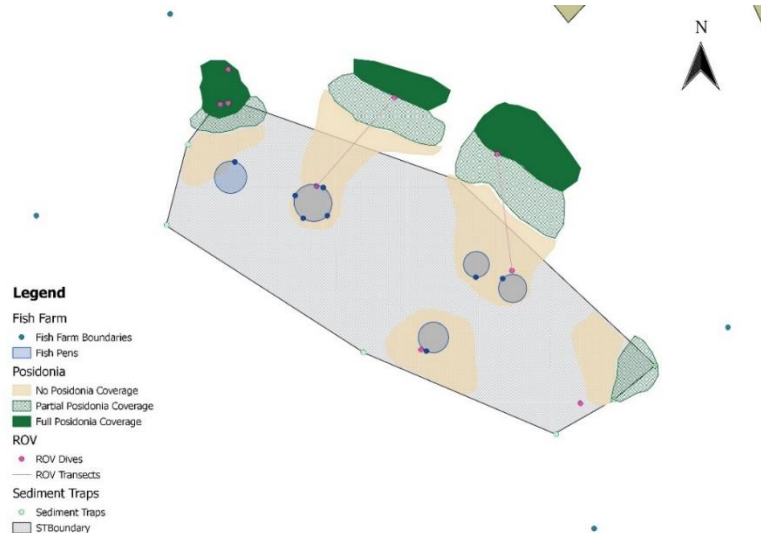 N
Legend
Fish Farm
Fish Farm Boundaries
Fish Pens
Posidonia
No Posidonia Coverage
Partial Posidonia Coverage
Full Posidonia Coverage
ROV
ROV Dives
ROV Transects
Sediment Traps
Sediment Traps
STBoundary